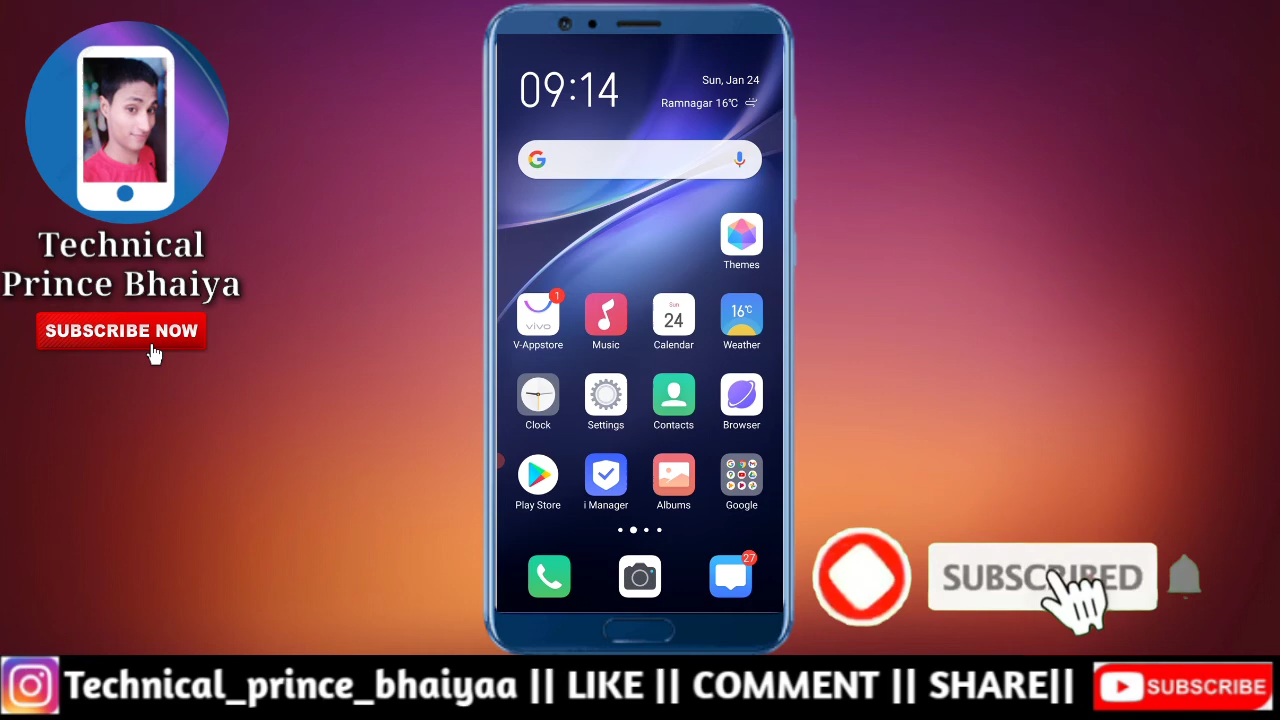 Technical
Prince Bhaiya
SUBSCRIBE NOW
09:14
Sun, Jan 24
Ramnagar 16°C
Themes
1
vivo
Sun
24
16°C
V-Appstore
Music
Calendar
Weather
Clock
Settings
Contacts
Browser
Play Store
i Manager
Albums
Google
27
SUBSCRIBED
Technical_prince_bhaiyaa || LIKE || COMMENT || SHARE||
SUBSCRIBE